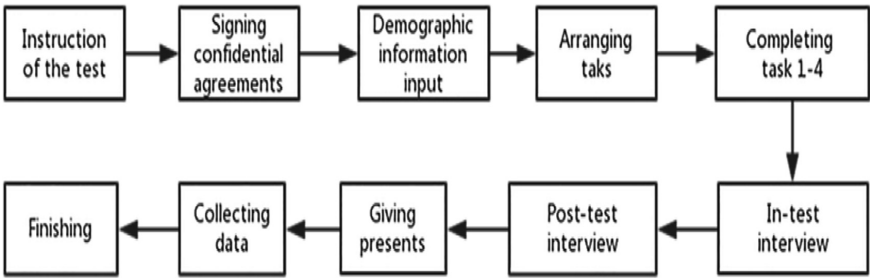 Instruction
of the test
Signing
confidential
agreements
Demographic
information
input
Arranging
taks
Completing
task 1-4
In-test
interview
Post-test
interview
Giving
presents
Collecting
data
Finishing